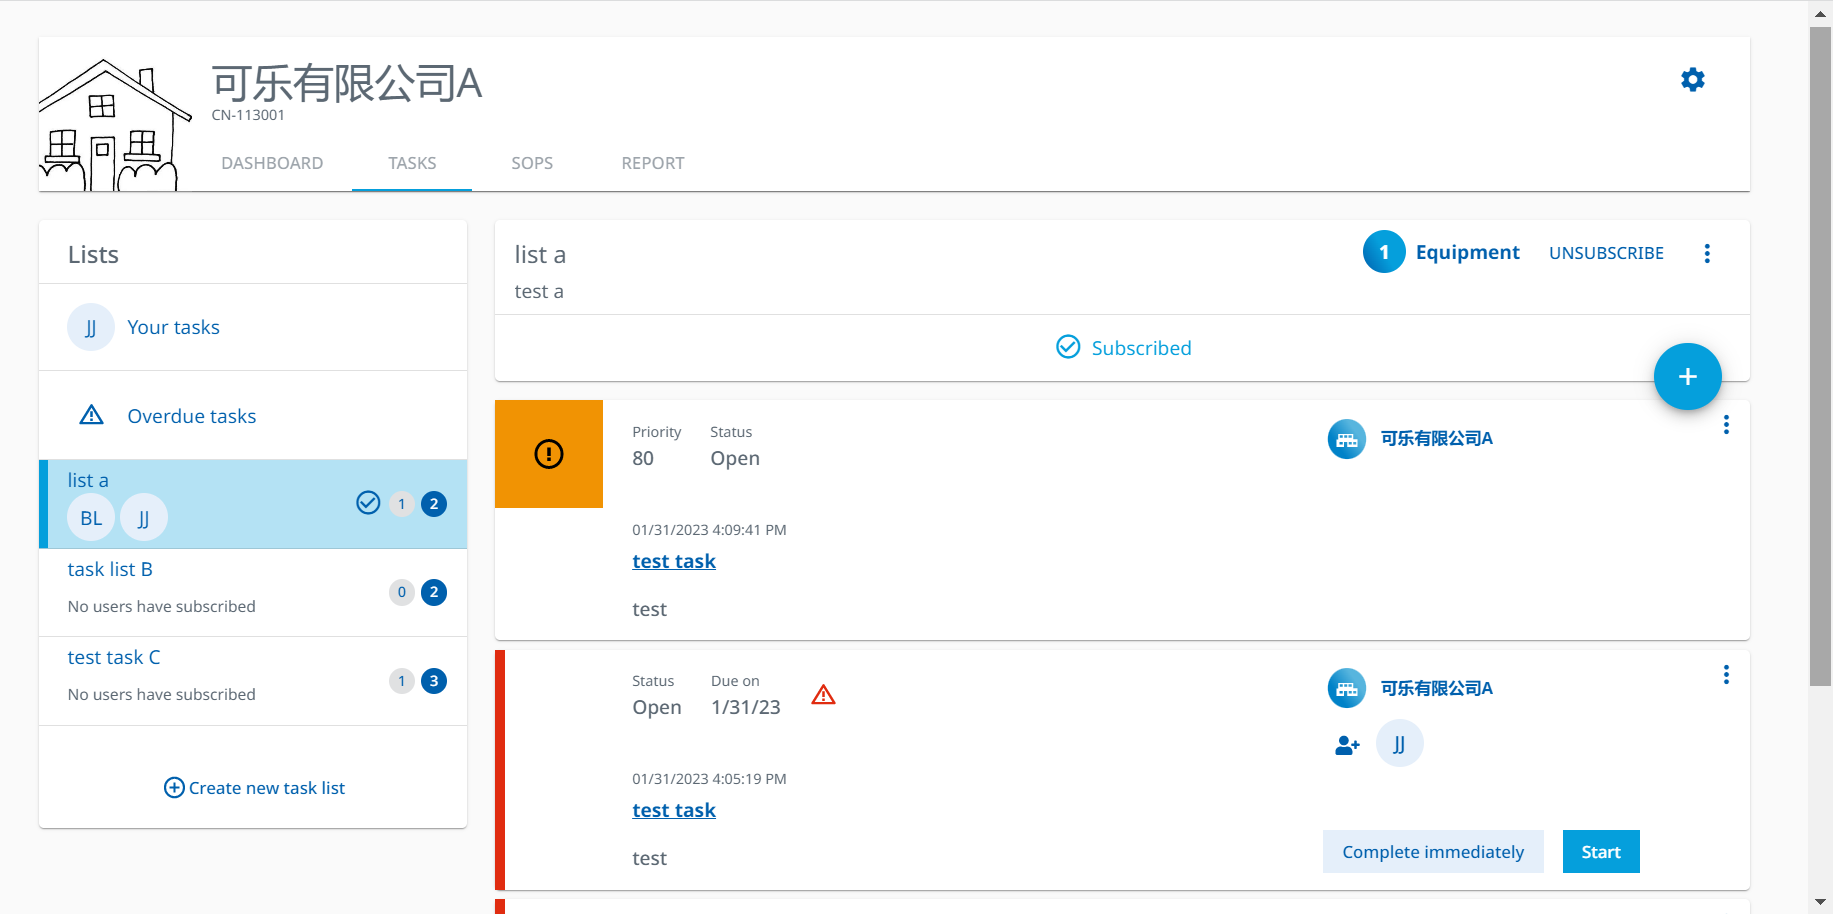 可乐有限公司A
CN-113001
DASHBOARD TASKS SOPS REPORT
Lists
JJ Your tasks
Overdue tasks
list a
BL JJ 1 2
task list B
No users have subscribed 0 2
test task C
No users have subscribed 1 3
Create new task list
list a
test a
1 Equipment UNSUBSCRIBE
Subscribed
+
Priority Status
80 Open
可乐有限公司A
01/31/2023 4:09:41 PM
test task
test
Status Due on
Open 1/31/23
可乐有限公司A
JJ
01/31/2023 4:05:19 PM
test task
test
Complete immediately Start